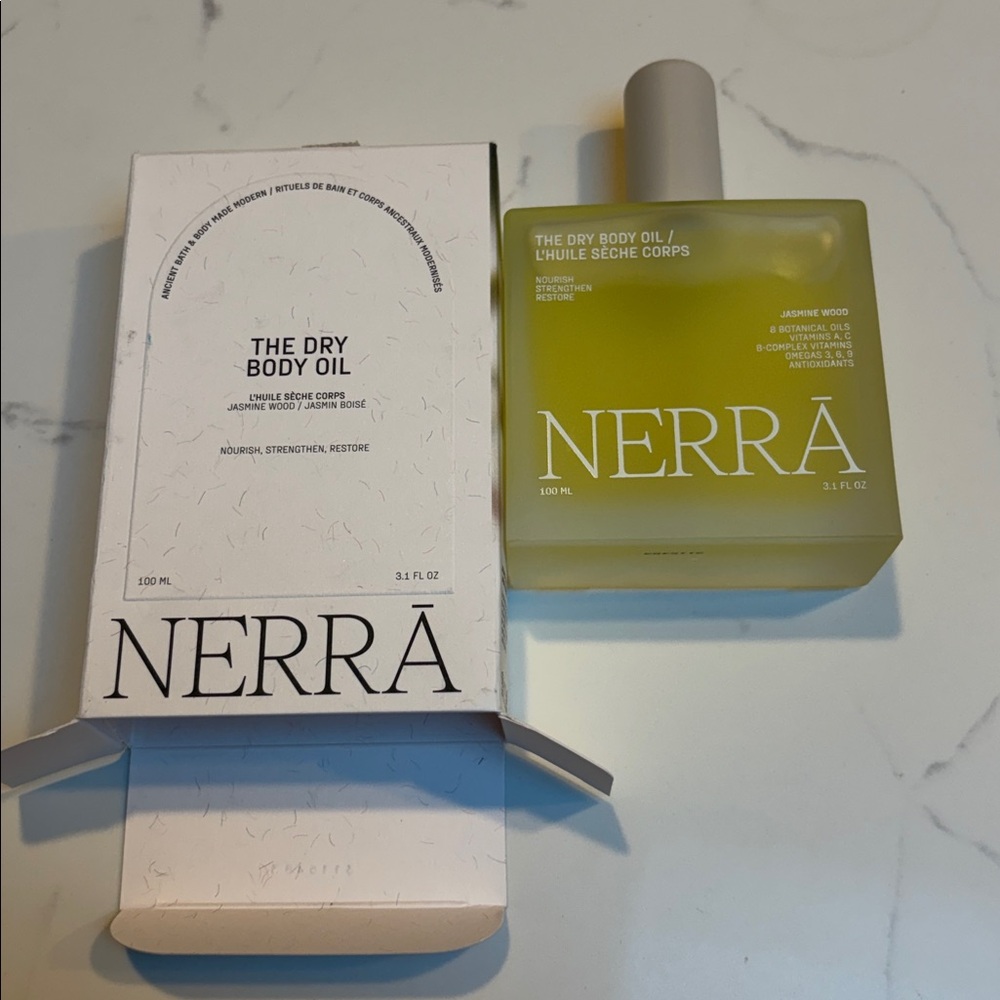 ANCIENT BATH & BODY MADE MODERN / RITUELS DE BAIN ET CORPS ANCESTRAUX MODERNISÉS
THE DRY
BODY OIL
L'HUILE SÈCHE CORPS
JASMINE WOOD / JASMIN BOISÉ
NOURISH, STRENGTHEN, RESTORE
100 ML
3.1 FL OZ
NERRĀ
THE DRY BODY OIL /
L'HUILE SÈCHE CORPS
NOURISH
STRENGTHEN
RESTORE
JASMINE WOOD
8 BOTANICAL OILS
VITAMINS A, C
B-COMPLEX VITAMINS
OMEGAS 3, 6, 9
ANTIOXIDANTS
NERRĀ
100 ML
3.1 FL OZ